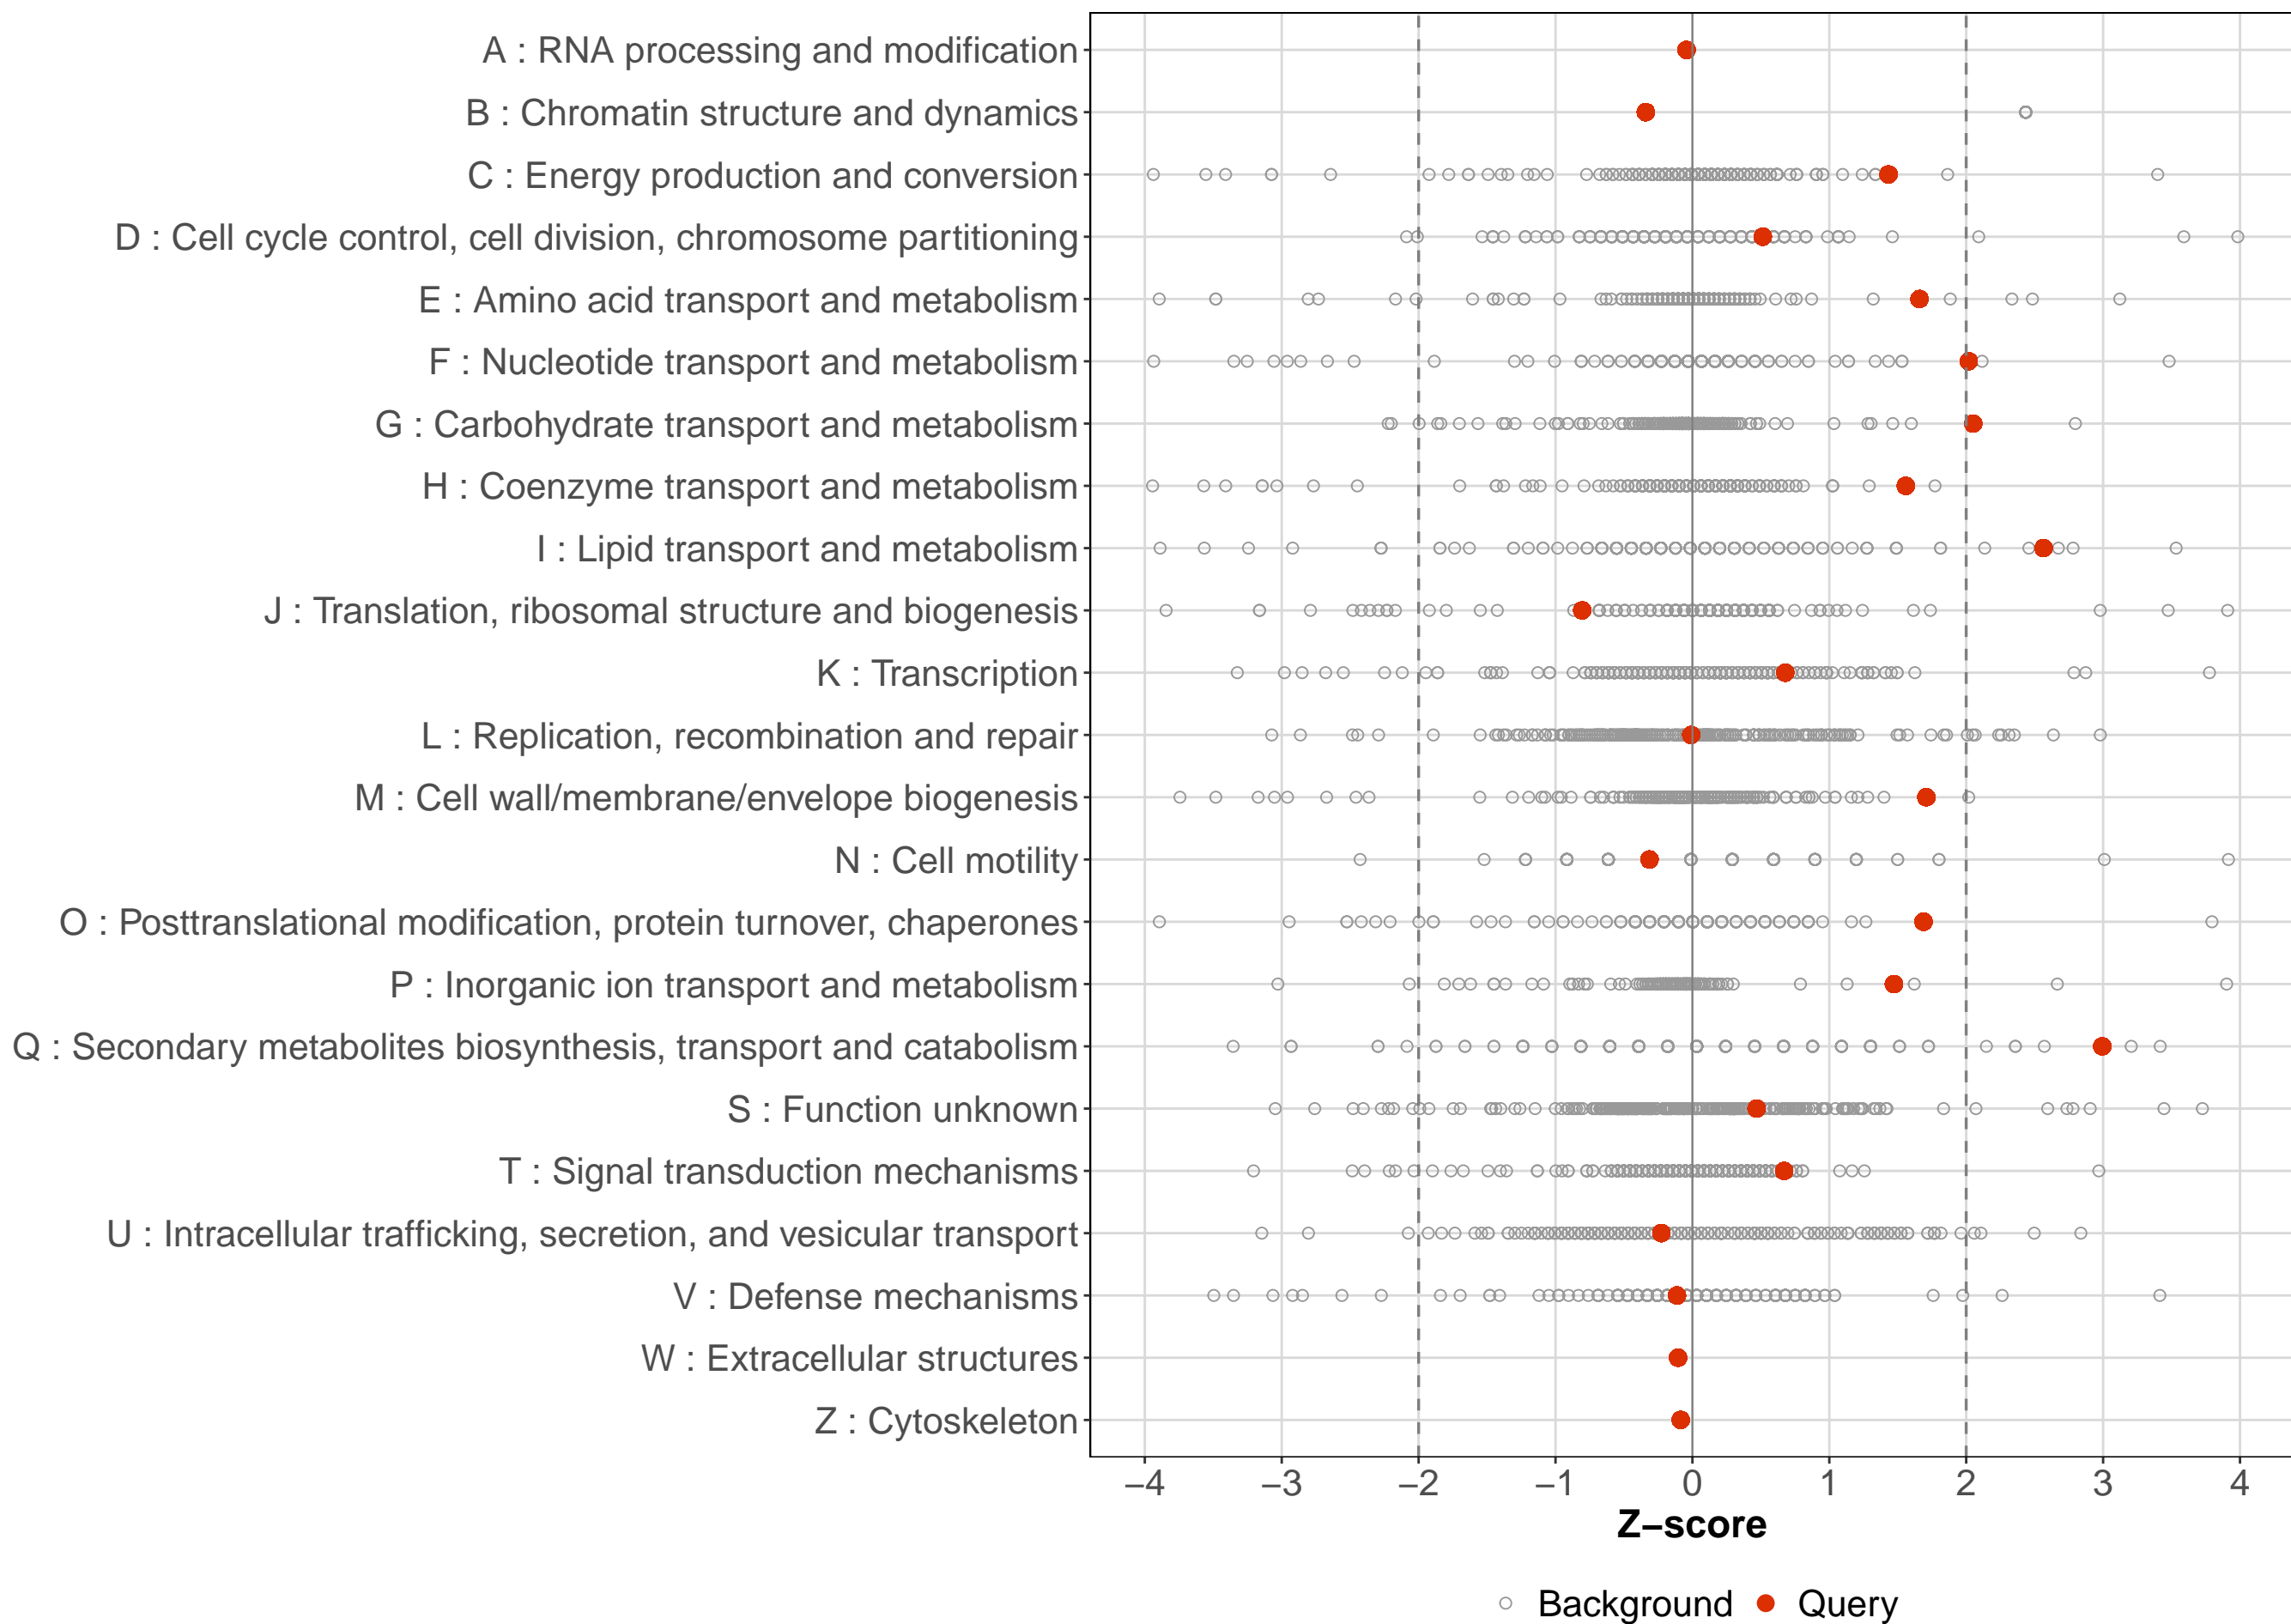 A : RNA processing and modification
B : Chromatin structure and dynamics
C : Energy production and conversion
D : Cell cycle control, cell division, chromosome partitioning
E : Amino acid transport and metabolism
F : Nucleotide transport and metabolism
G : Carbohydrate transport and metabolism
H : Coenzyme transport and metabolism
I : Lipid transport and metabolism
J : Translation, ribosomal structure and biogenesis
K : Transcription
L : Replication, recombination and repair
M : Cell wall/membrane/envelope biogenesis
N : Cell motility
O : Posttranslational modification, protein turnover, chaperones
P : Inorganic ion transport and metabolism
Q : Secondary metabolites biosynthesis, transport and catabolism
S : Function unknown
T : Signal transduction mechanisms
U : Intracellular trafficking, secretion, and vesicular transport
V : Defense mechanisms
W : Extracellular structures
Z : Cytoskeleton
−4 −3 −2 −1 0 1 2 3 4
Z−score
Background Query